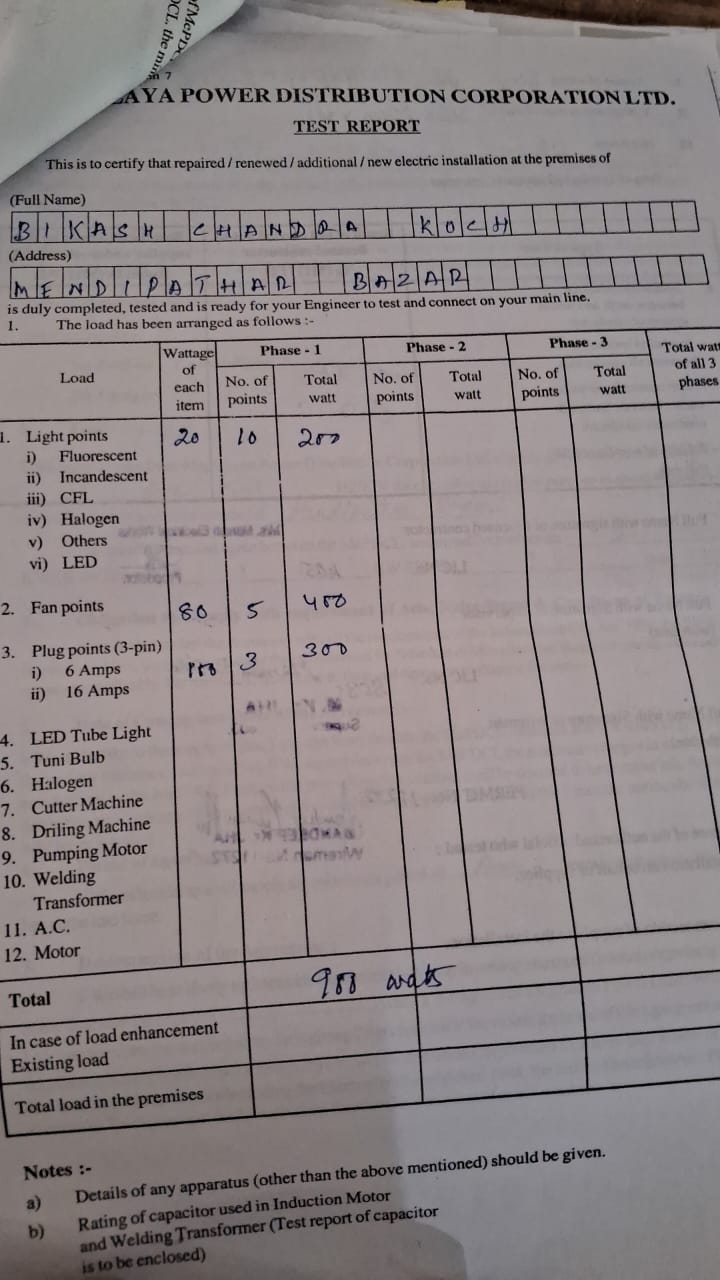 CL, the min
AYA POWER DISTRIBUTION CORPORATION LTD.
TEST REPORT
This is to certify that repaired / renewed / additional / new electric installation at the premises of
(Full Name)
BIKASH CHANDRA KOCH
(Address)
MENDIPATHAR BAZAR
is duly completed, tested and is ready for your Engineer to test and connect on your main line.
1. The load has been arranged as follows :-
Load Wattage of each item Phase - 1 Phase - 2 Phase - 3 Total watt of all 3 phases
No. of points Total watt No. of points Total watt No. of points Total watt
1. Light points 20 10 200
i) Fluorescent
ii) Incandescent
iii) CFL
iv) Halogen
v) Others
vi) LED
2. Fan points 80 5 400
3. Plug points (3-pin) 100 3 300
i) 6 Amps
ii) 16 Amps
4. LED Tube Light
5. Tuni Bulb
6. Halogen
7. Cutter Machine
8. Driling Machine
9. Pumping Motor
10. Welding
Transformer
11. A.C.
12. Motor
Total 900 watts
In case of load enhancement
Existing load
Total load in the premises
Notes :-
a) Details of any apparatus (other than the above mentioned) should be given.
b) Rating of capacitor used in Induction Motor
and Welding Transformer (Test report of capacitor
is to be enclosed)